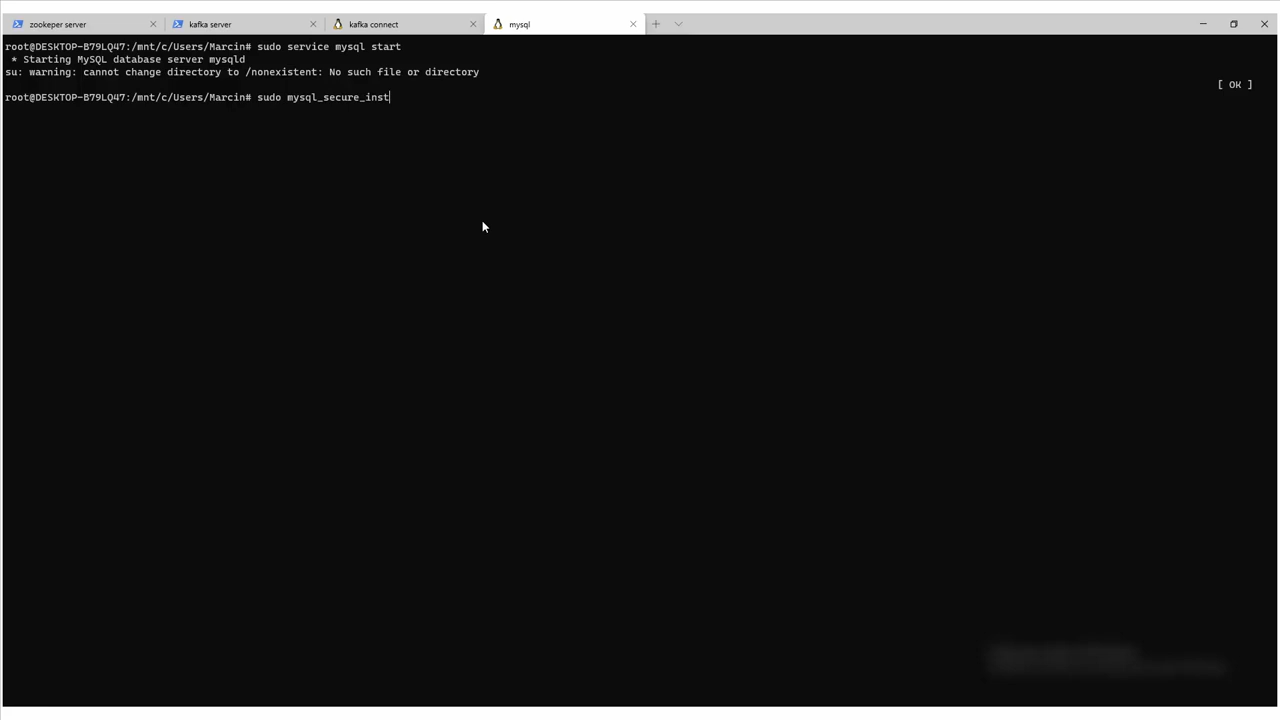 zookeper server
kafka server
kafka connect
mysql
root@DESKTOP-B79LQ47:/mnt/c/Users/Marcin# sudo service mysql start
* Starting MySQL database server mysqld
su: warning: cannot change directory to /nonexistent: No such file or directory
[ OK ]
root@DESKTOP-B79LQ47:/mnt/c/Users/Marcin# sudo mysql_secure_inst